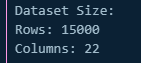 Dataset Size:
Rows: 15000
Columns: 22